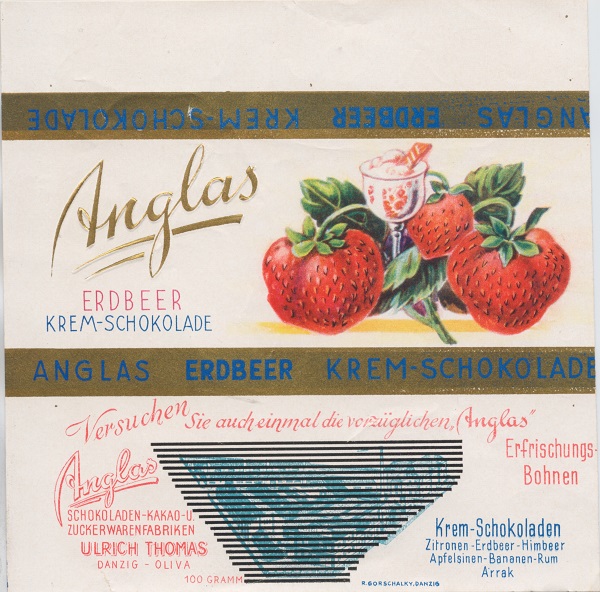 ANGLAS ERDBEER KREM-SCHOKOLADE
Anglas
ERDBEER
KREM-SCHOKOLADE
ANGLAS ERDBEER KREM-SCHOKOLADE
Versuchen Sie auch einmal die vorzüglichen „Anglas"
Erfrischungs-
Bohnen
Anglas
SCHOKOLADEN-KAKAO-U.
ZUCKERWARENFABRIKEN
ULRICH THOMAS
DANZIG - OLIVA
100 GRAMM
Krem-Schokoladen
Zitronen-Erdbeer-Himbeer
Apfelsinen-Bananen-Rum
Arrak
R. GORSCHALKY, DANZIG